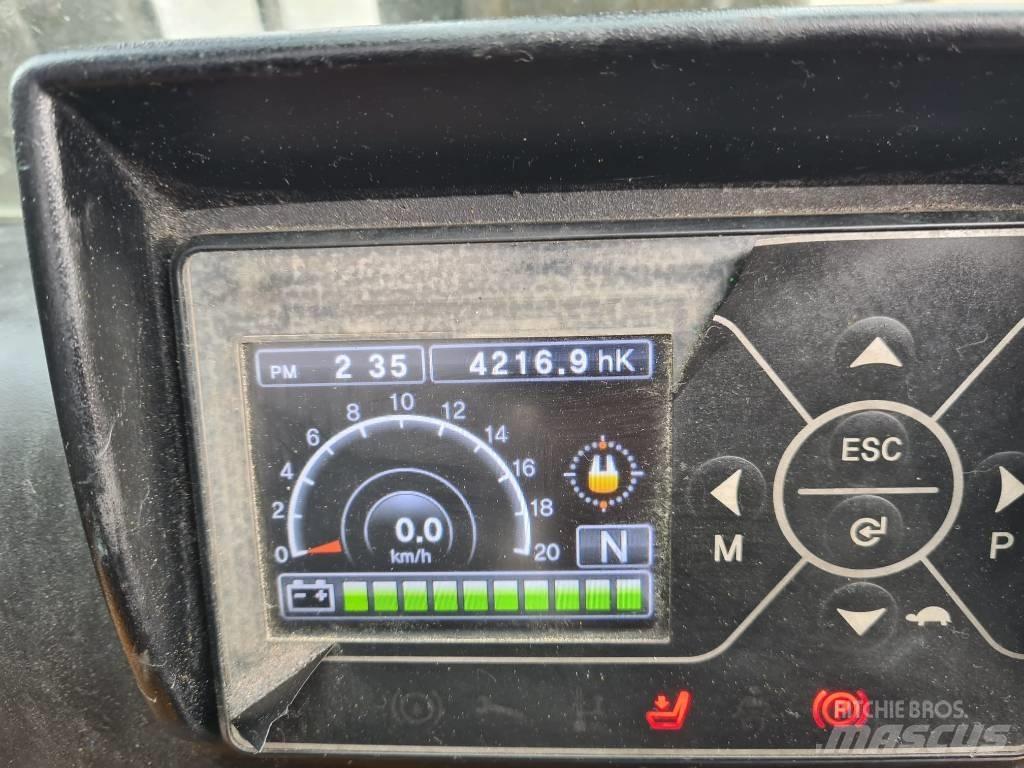 PM 2 35 4216.9 hK
0 2 4 6 8 10 12 14 16 18 20
0.0
km/h
N
- +
ESC
M
P
RITCHIE BROS.
MASCUS